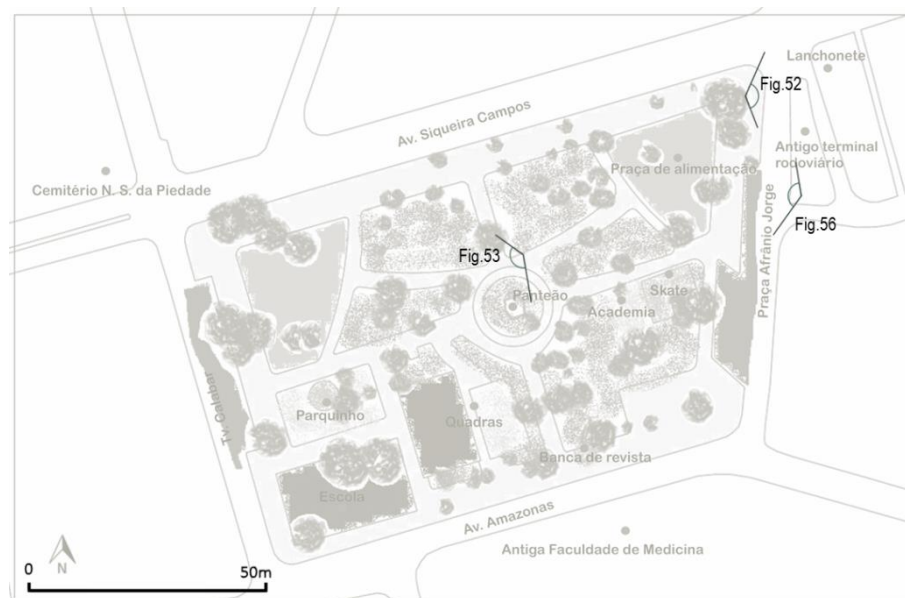 Lanchonete
Fig.52
Av. Siqueira Campos
Antigo terminal
rodoviário
Praça de alimentação
Cemitério N. S. da Piedade
Fig.56
Praça Afrânio Jorge
Fig.53
Skate
Panteão
Academia
Tv. Calabar
Parquinho
Quadras
Banca de revista
Escola
Av. Amazonas
Antiga Faculdade de Medicina
N
0
50m